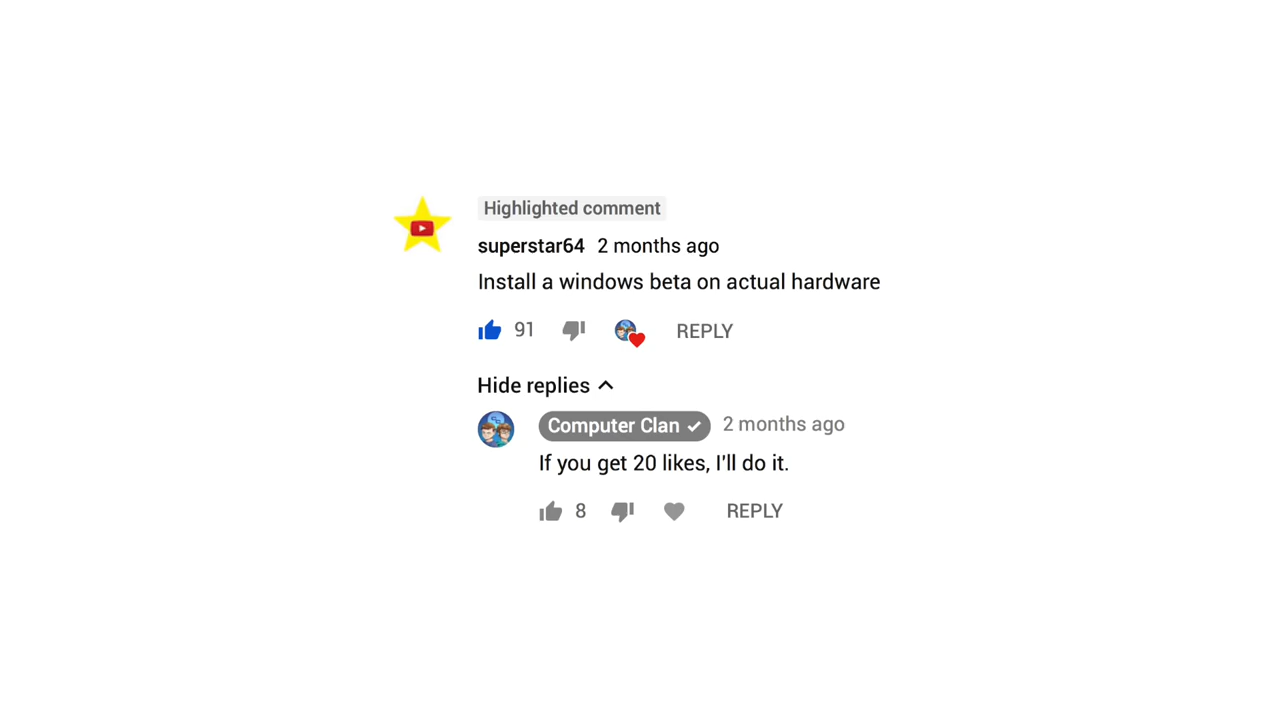 Highlighted comment
superstar64 2 months ago
Install a windows beta on actual hardware
91 REPLY
Hide replies
Computer Clan 2 months ago
If you get 20 likes, I'll do it.
8 REPLY